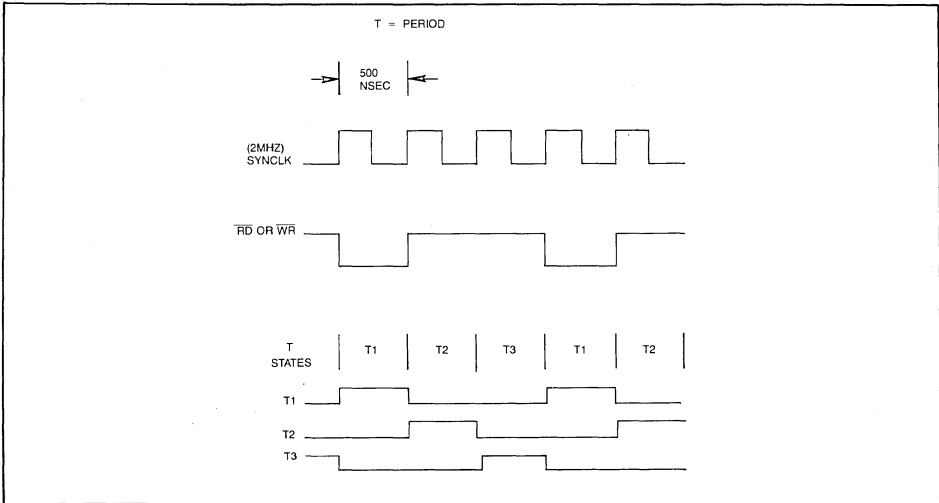 T = PERIOD
500
NSEC
(2MHZ)
SYNCLK
RD OR WR
T
STATES
T1
T2
T3
T1
T2
T1
T2
T3